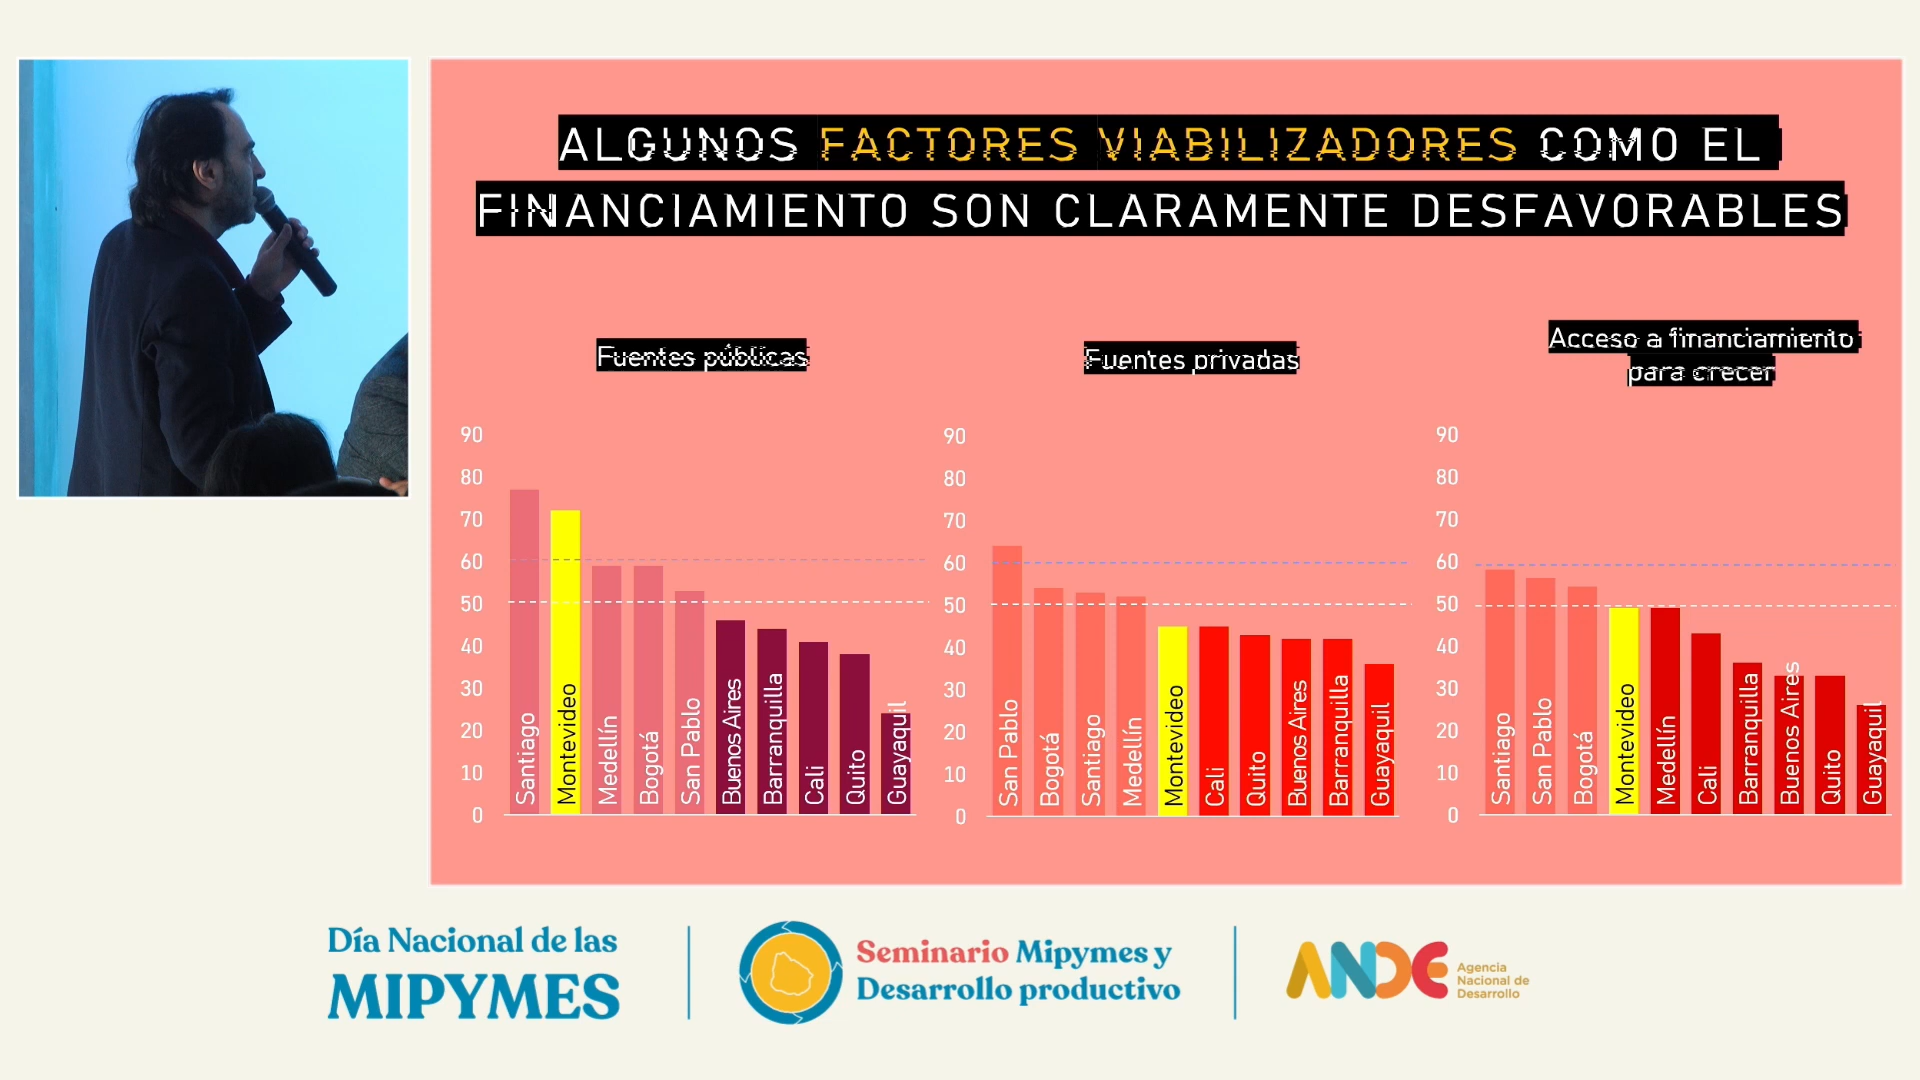 ALGUNOS FACTORES VIABILIZADORES COMO EL
FINANCIAMIENTO SON CLARAMENTE DESFAVORABLES
Fuentes públicas
90
80
70
60
50
40
30
20
10
0
Santiago
Montevideo
Medellín
Bogotá
San Pablo
Buenos Aires
Barranquilla
Cali
Quito
Guayaquil
Fuentes privadas
90
80
70
60
50
40
30
20
10
0
San Pablo
Bogotá
Santiago
Medellín
Montevideo
Cali
Quito
Buenos Aires
Barranquilla
Guayaquil
Acceso a financiamiento
para crecer
90
80
70
60
50
40
30
20
10
0
Santiago
San Pablo
Bogotá
Montevideo
Medellín
Cali
Barranquilla
Buenos Aires
Quito
Guayaquil
Día Nacional de las
MIPYMES
Seminario Mipymes y
Desarrollo productivo
ANDE
Agencia
Nacional de
Desarrollo